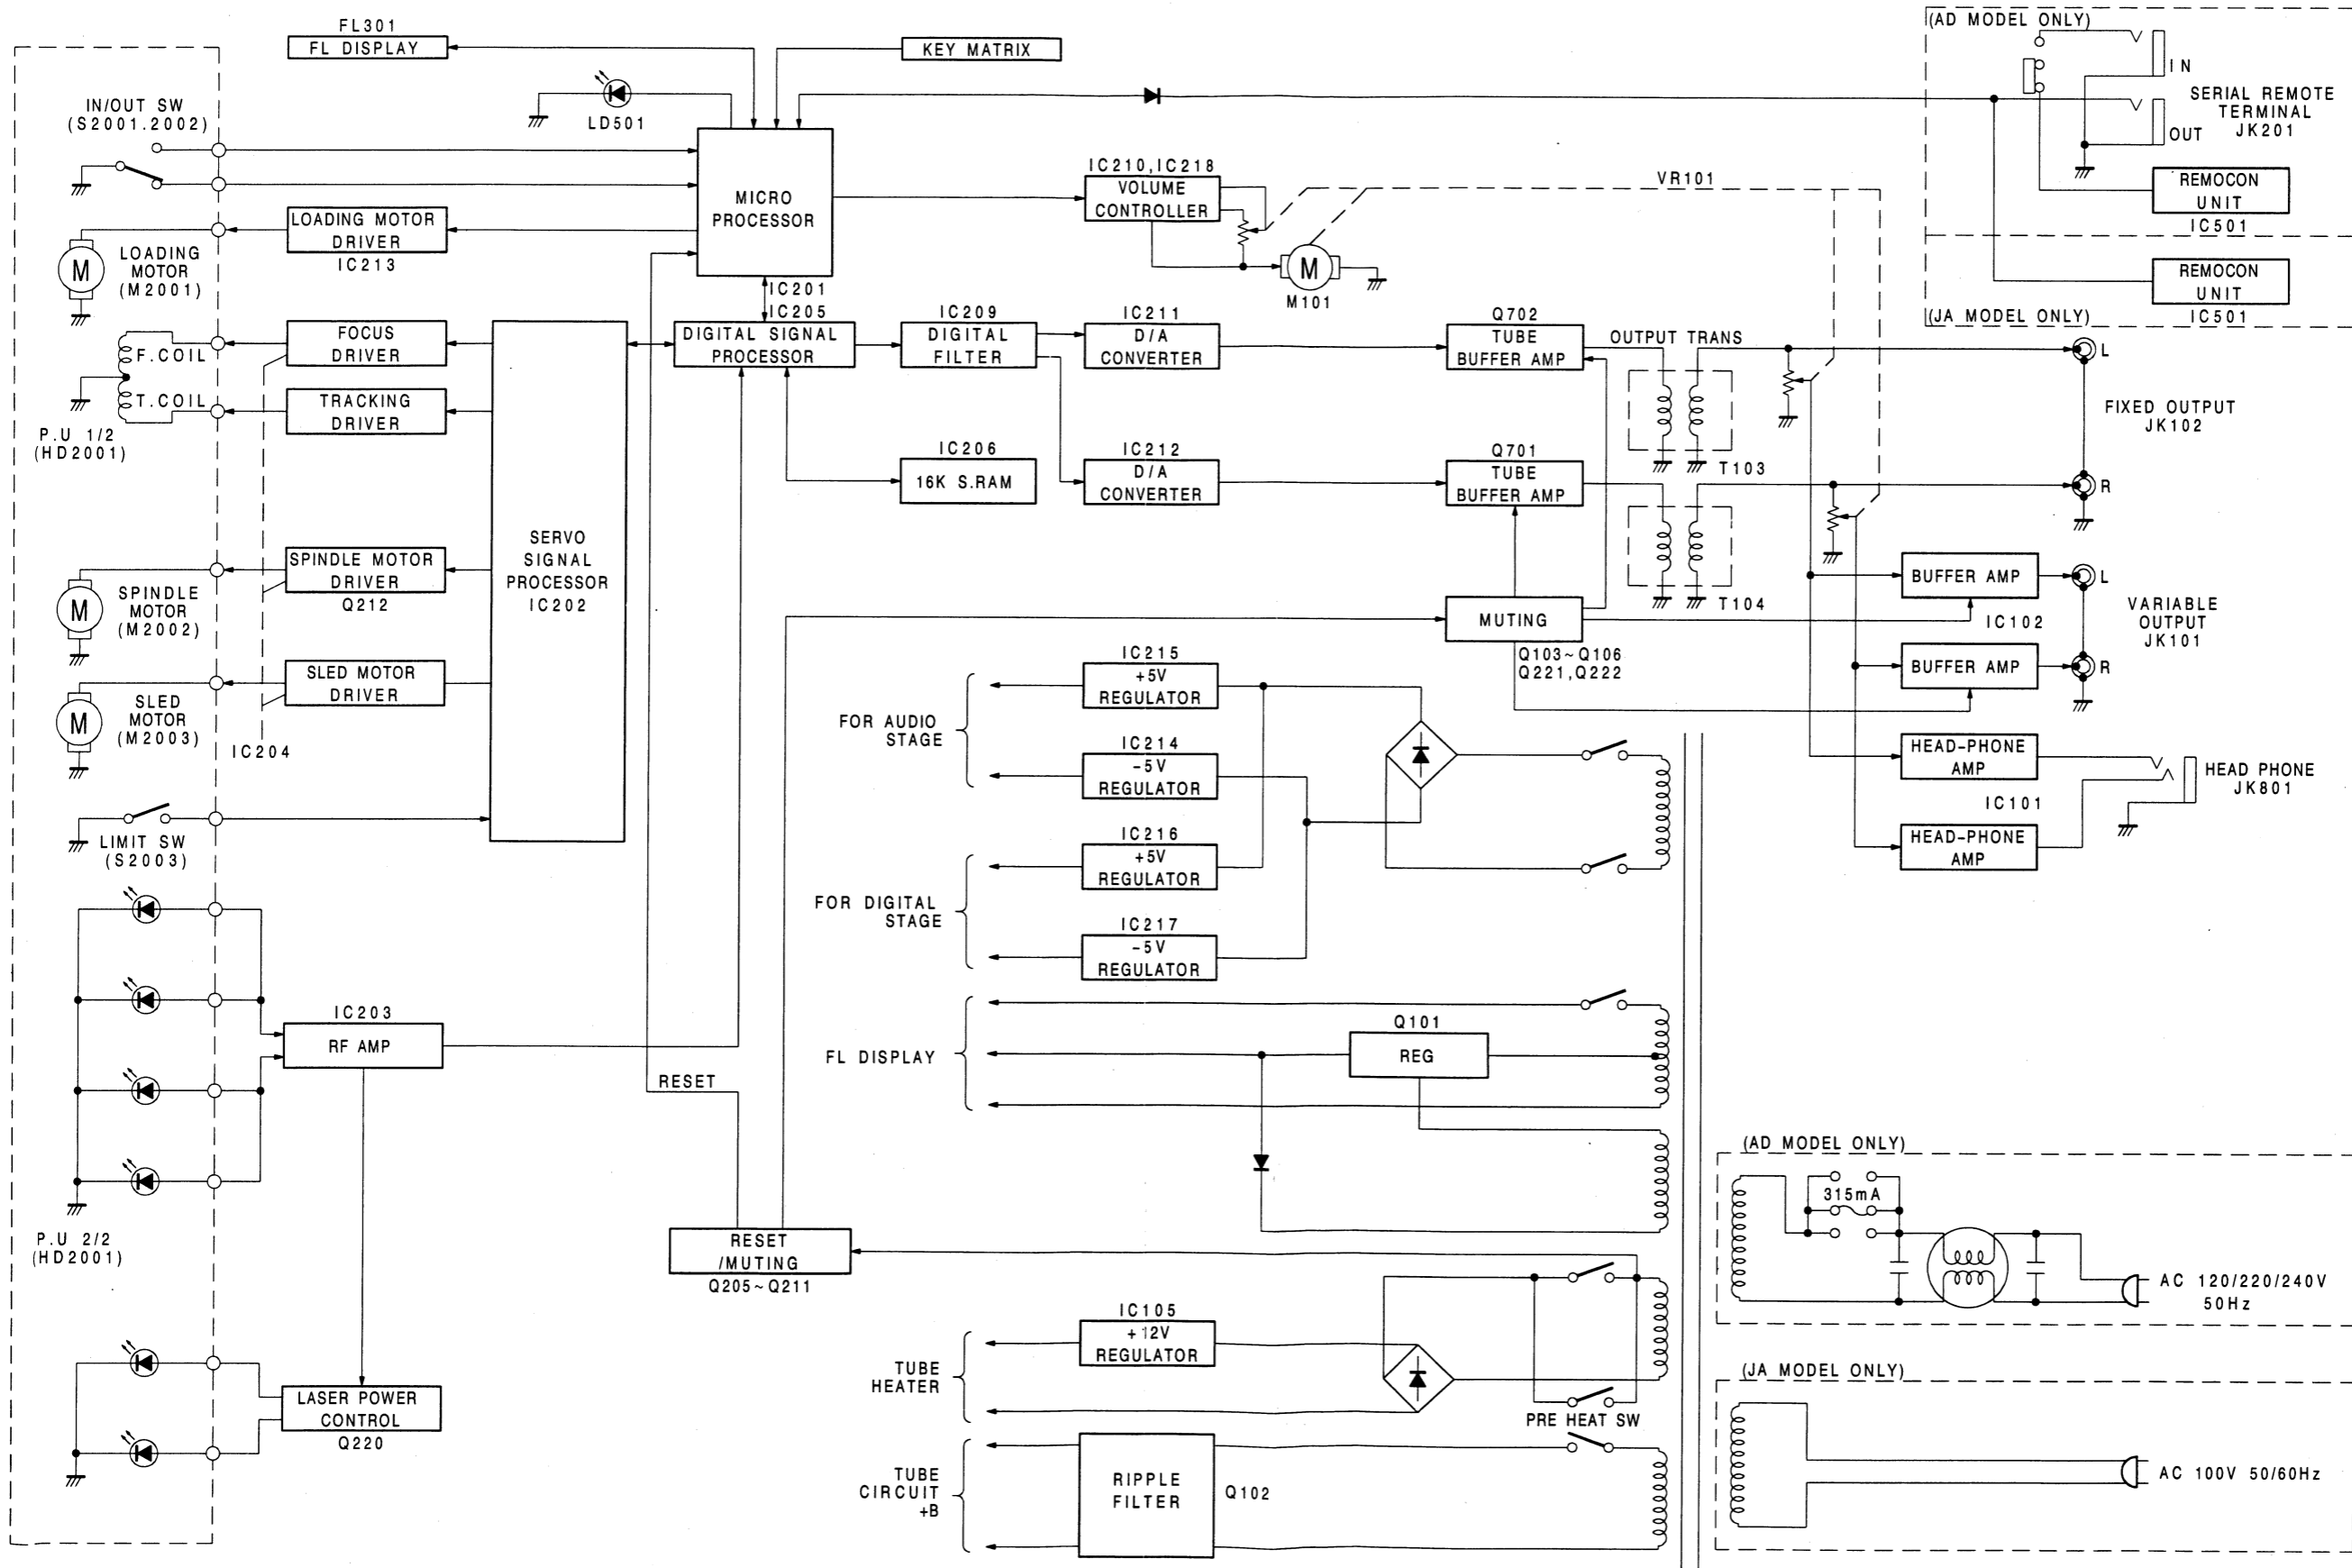 FL301
FL DISPLAY
KEY MATRIX
(AD MODEL ONLY)
IN
SERIAL REMOTE
TERMINAL
JK201
OUT
REMOCON
UNIT
IC501
REMOCON
UNIT
IC501
(JA MODEL ONLY)
LD501
IN/OUT SW
(S2001.2002)
MICRO
PROCESSOR
IC201
IC210,IC218
VOLUME
CONTROLLER
VR101
M
M101
LOADING MOTOR
DRIVER
IC213
M
LOADING
MOTOR
(M2001)
FOCUS
DRIVER
F.COIL
T.COIL
TRACKING
DRIVER
P.U 1/2
(HD2001)
IC205
DIGITAL SIGNAL
PROCESSOR
IC209
DIGITAL
FILTER
IC211
D/A
CONVERTER
Q702
TUBE
BUFFER AMP
OUTPUT TRANS
T103
L
FIXED OUTPUT
JK102
R
IC206
16K S.RAM
IC212
D/A
CONVERTER
Q701
TUBE
BUFFER AMP
T104
SERVO
SIGNAL
PROCESSOR
IC202
SPINDLE MOTOR
DRIVER
Q212
M
SPINDLE
MOTOR
(M2002)
SLED MOTOR
DRIVER
M
SLED
MOTOR
(M2003)
IC204
MUTING
Q103~Q106
Q221,Q222
BUFFER AMP
L
IC102
VARIABLE
OUTPUT
JK101
BUFFER AMP
R
HEAD-PHONE
AMP
IC101
HEAD PHONE
JK801
HEAD-PHONE
AMP
LIMIT SW
(S2003)
FOR AUDIO
STAGE
IC215
+5V
REGULATOR
IC214
-5V
REGULATOR
FOR DIGITAL
STAGE
IC216
+5V
REGULATOR
IC217
-5V
REGULATOR
IC203
RF AMP
FL DISPLAY
Q101
REG
RESET
P.U 2/2
(HD2001)
RESET
/MUTING
Q205~Q211
TUBE
HEATER
IC105
+12V
REGULATOR
PRE HEAT SW
LASER POWER
CONTROL
Q220
TUBE
CIRCUIT
+B
RIPPLE
FILTER
Q102
(AD MODEL ONLY)
315mA
AC 120/220/240V
50Hz
(JA MODEL ONLY)
AC 100V 50/60Hz